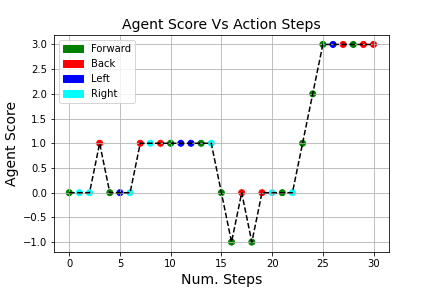 Agent Score Vs Action Steps
Forward
Back
Left
Right
3.0
2.5
2.0
1.5
1.0
0.5
0.0
−0.5
−1.0
Agent Score
0 5 10 15 20 25 30
Num. Steps